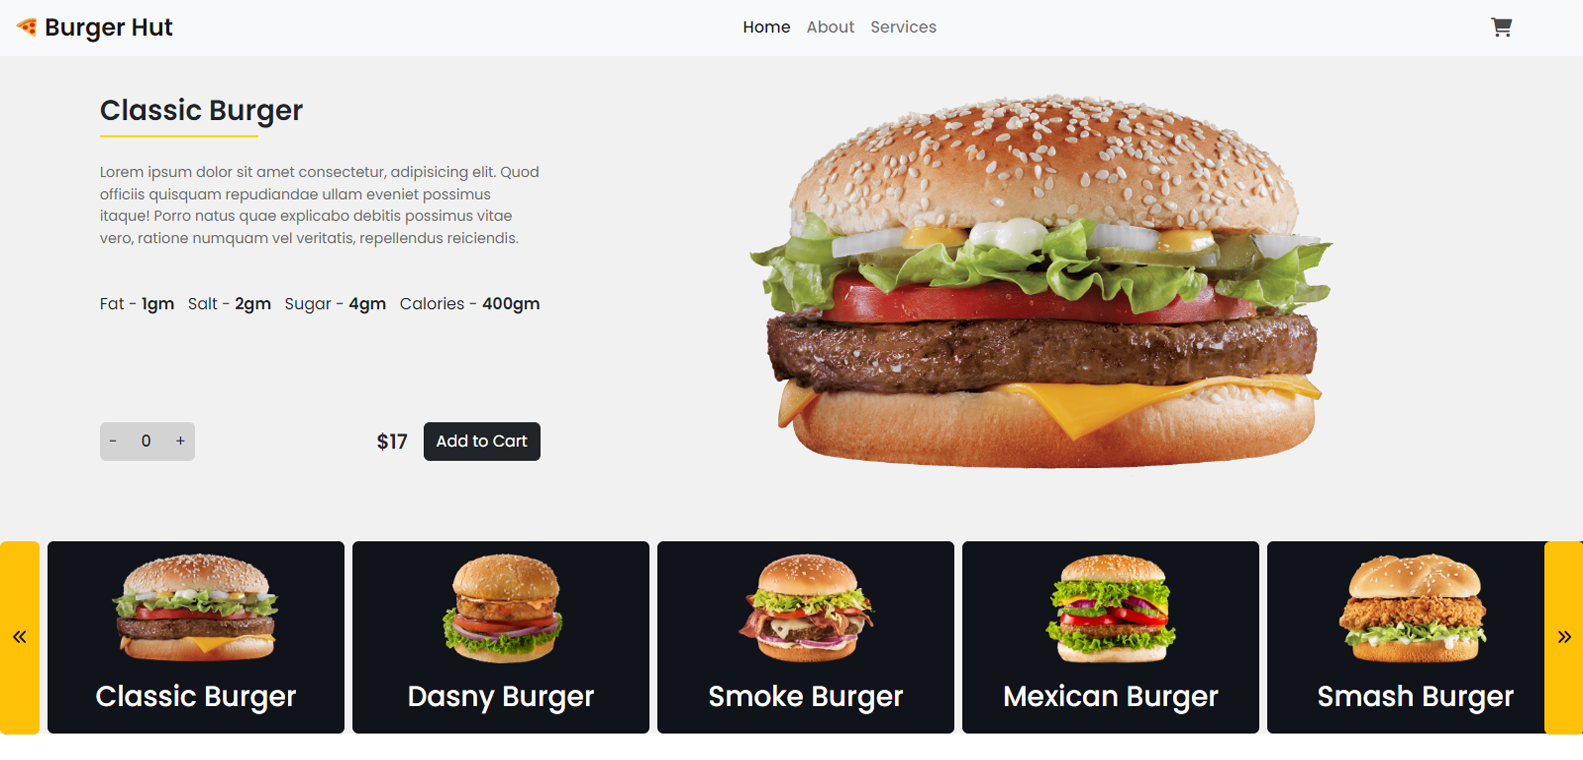 Burger Hut
Home About Services
Classic Burger
Lorem ipsum dolor sit amet consectetur, adipisicing elit. Quod
officiis quisquam repudiandae ullam eveniet possimus
itaque! Porro natus quae explicabo debitis possimus vitae
vero, ratione numquam vel veritatis, repellendus reiciendis.
Fat - 1gm Salt - 2gm Sugar - 4gm Calories - 400gm
- 0 + $17 Add to Cart
« »
Classic Burger Dasny Burger Smoke Burger Mexican Burger Smash Burger